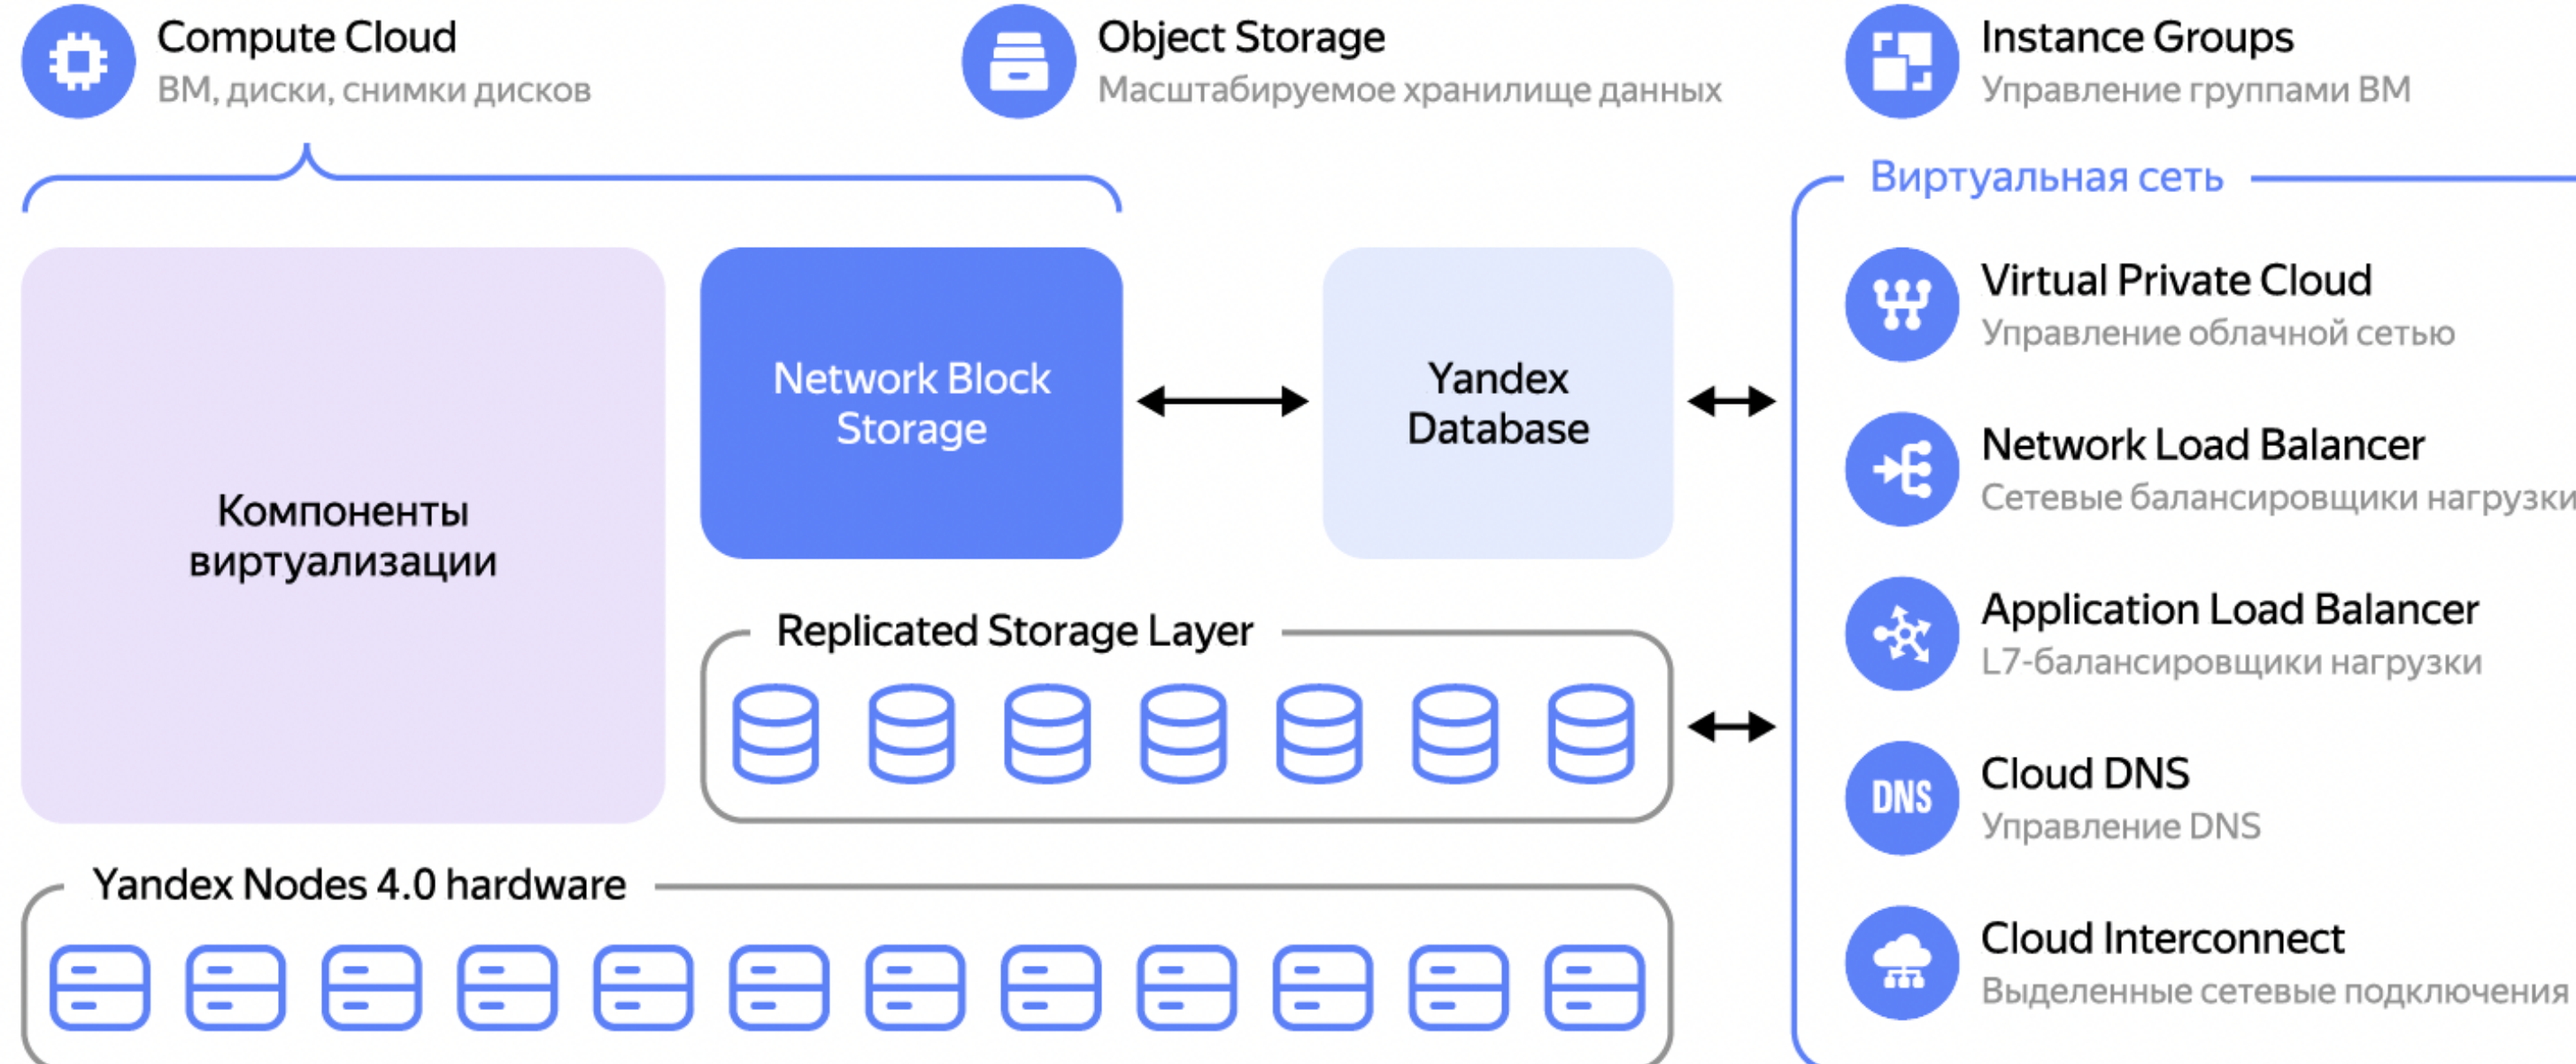 Compute Cloud
ВМ, диски, снимки дисков
Object Storage
Масштабируемое хранилище данных
Instance Groups
Управление группами ВМ
Компоненты
виртуализации
Network Block
Storage
Yandex
Database
Replicated Storage Layer
Yandex Nodes 4.0 hardware
Виртуальная сеть
Virtual Private Cloud
Управление облачной сетью
Network Load Balancer
Сетевые балансировщики нагрузки
Application Load Balancer
L7-балансировщики нагрузки
DNS
Cloud DNS
Управление DNS
Cloud Interconnect
Выделенные сетевые подключения